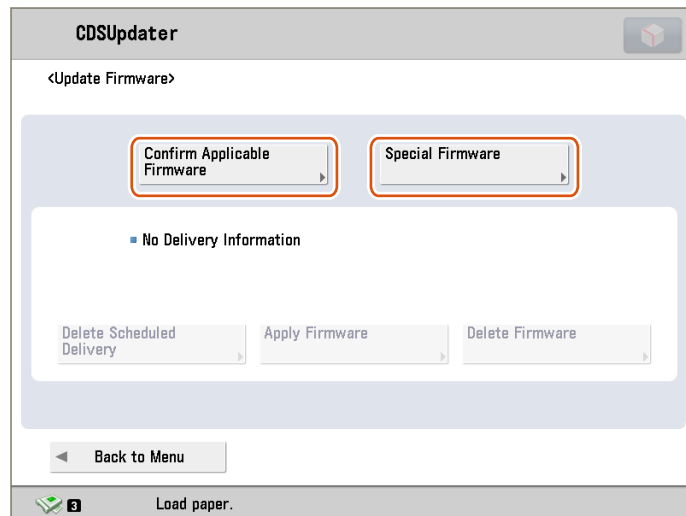 CDSUpdater
<Update Firmware>
Confirm Applicable
Firmware
Special Firmware
No Delivery Information
Delete Scheduled
Delivery
Apply Firmware
Delete Firmware
Back to Menu
3
Load paper.